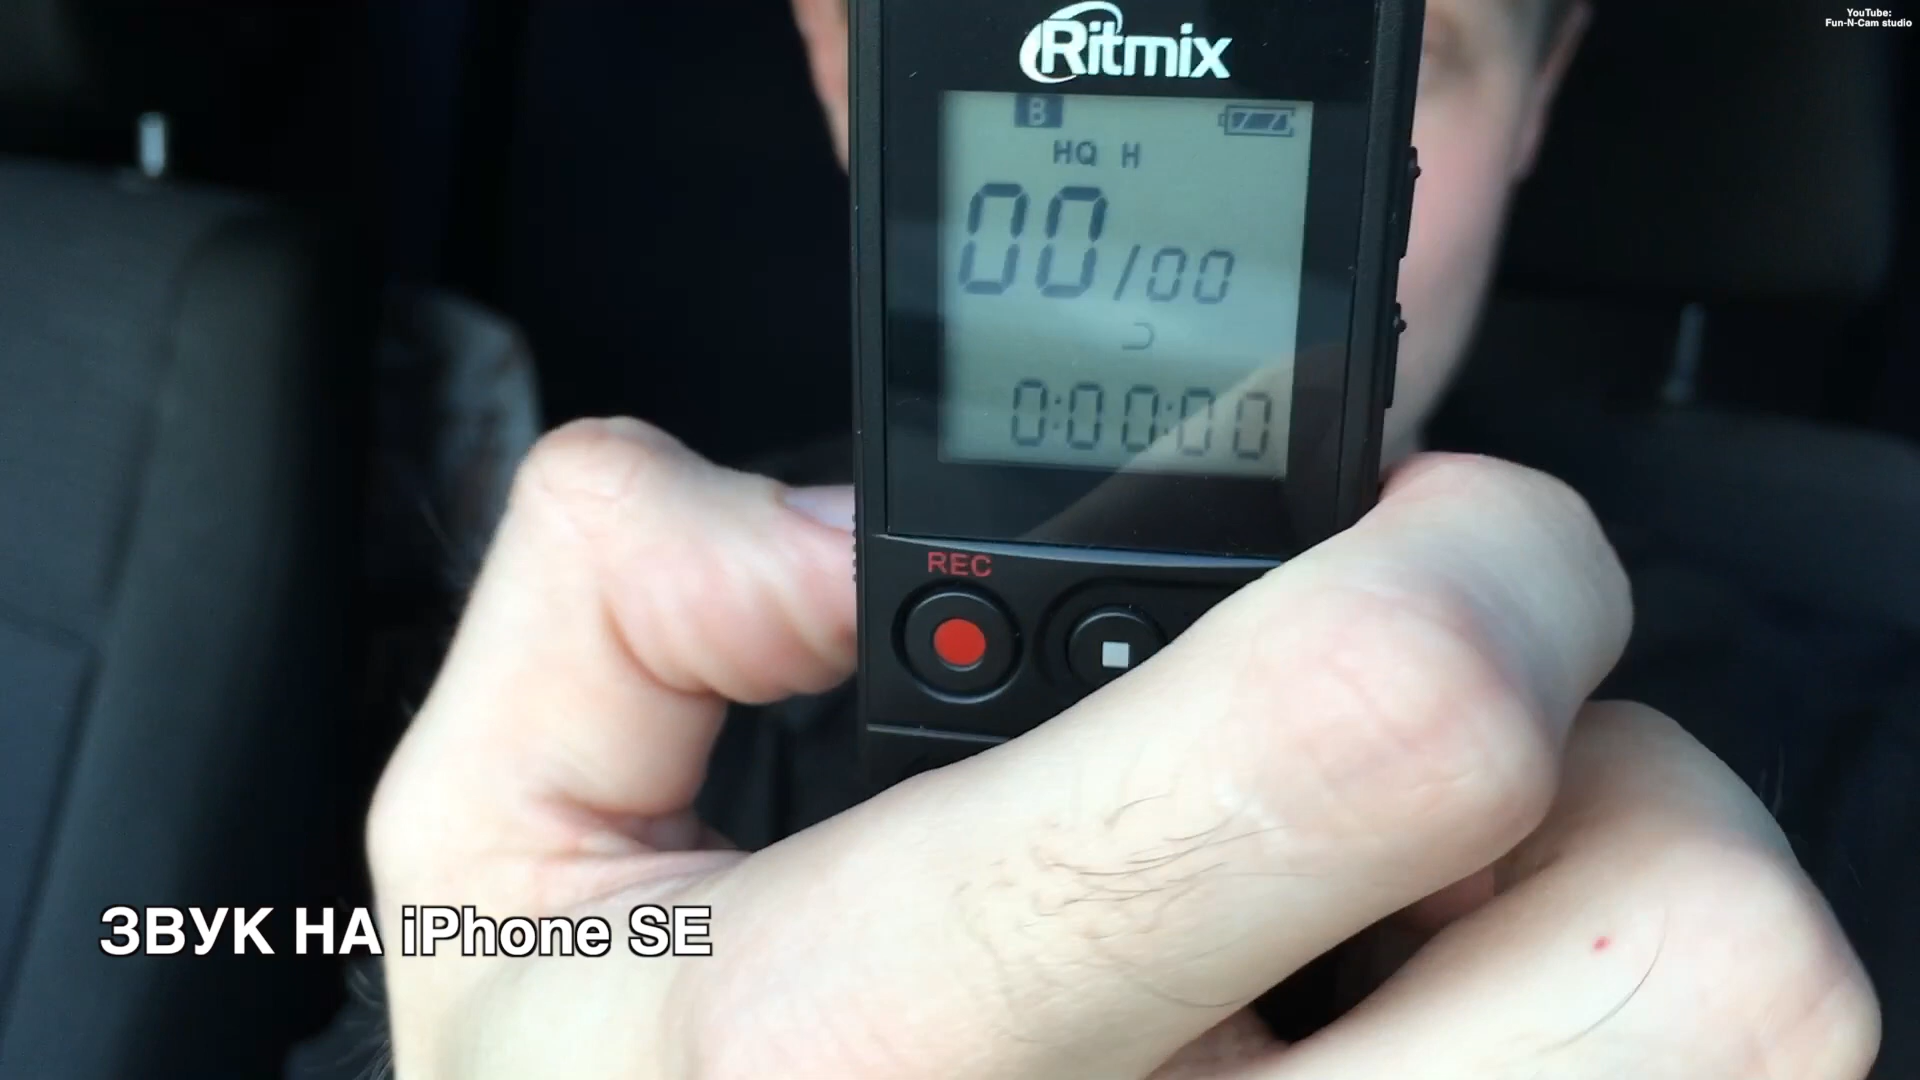 YouTube:
Fun-N-Cam studio
Ritmix
B
HQ H
00/00
0:00:00
REC
ЗВУК НА iPhone SE